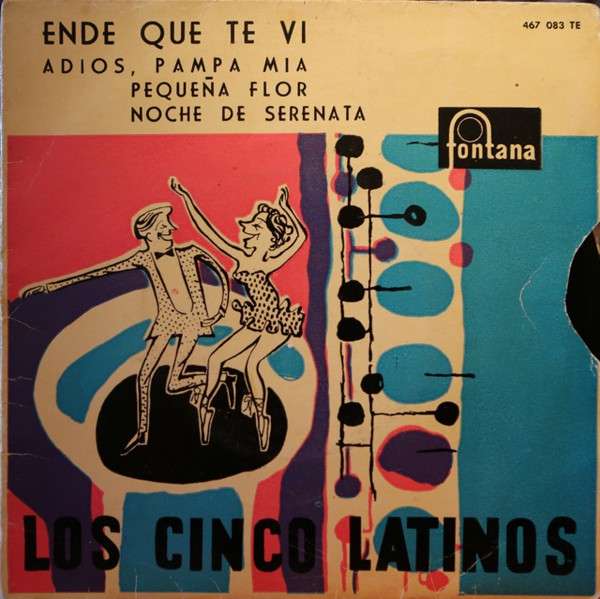 ENDE QUE TE VI
467 083 TE
ADIOS, PAMPA MIA
PEQUEÑA FLOR
NOCHE DE SERENATA
fontana
LOS CINCO LATINOS